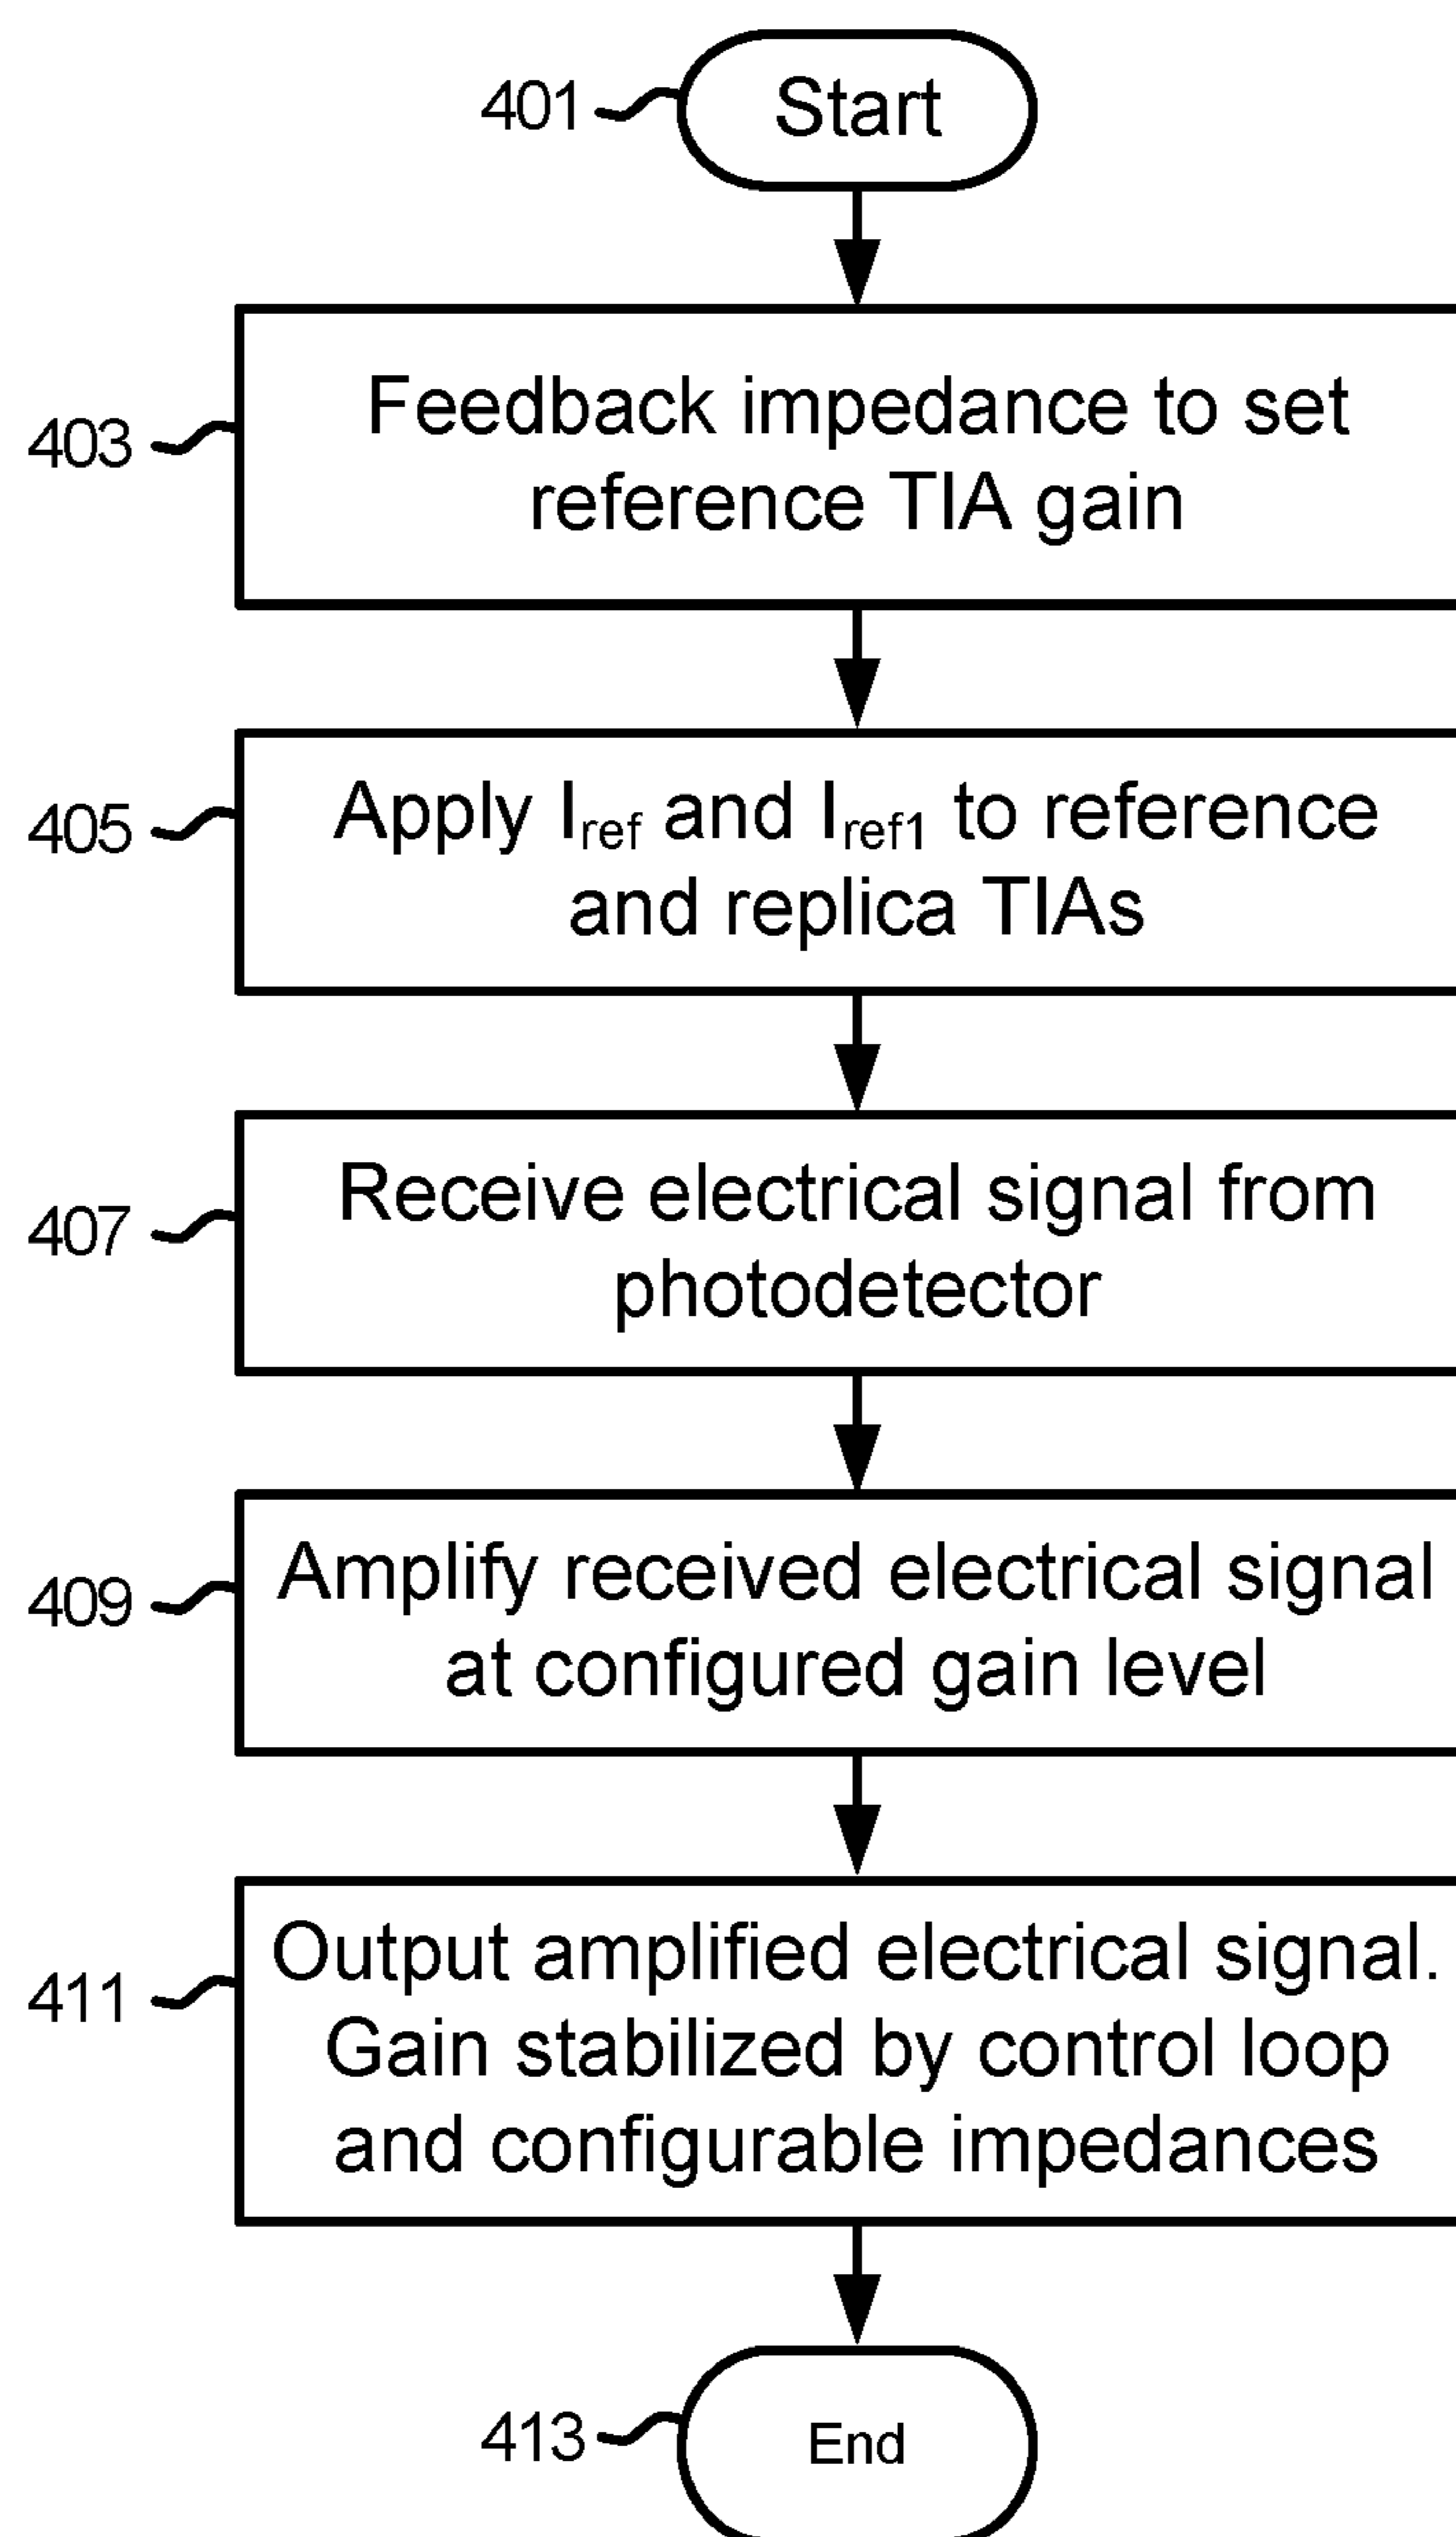 401
Start
403
Feedback impedance to set
reference TIA gain
405
Apply Iref and Iref1 to reference
and replica TIAs
407
Receive electrical signal from
photodetector
409
Amplify received electrical signal
at configured gain level
411
Output amplified electrical signal.
Gain stabilized by control loop
and configurable impedances
413
End